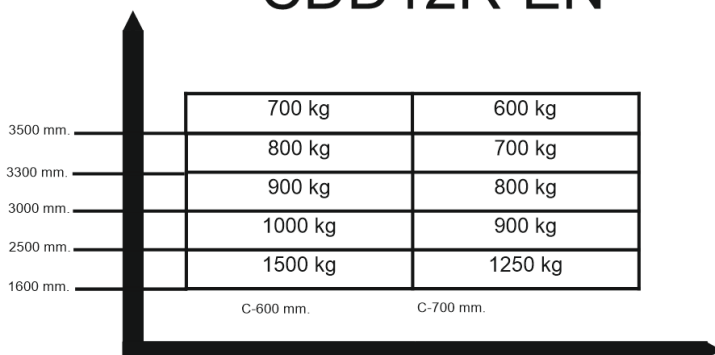 700 kg 600 kg
3500 mm.
800 kg 700 kg
3300 mm.
900 kg 800 kg
3000 mm.
1000 kg 900 kg
2500 mm.
1500 kg 1250 kg
1600 mm.
C-600 mm. C-700 mm.